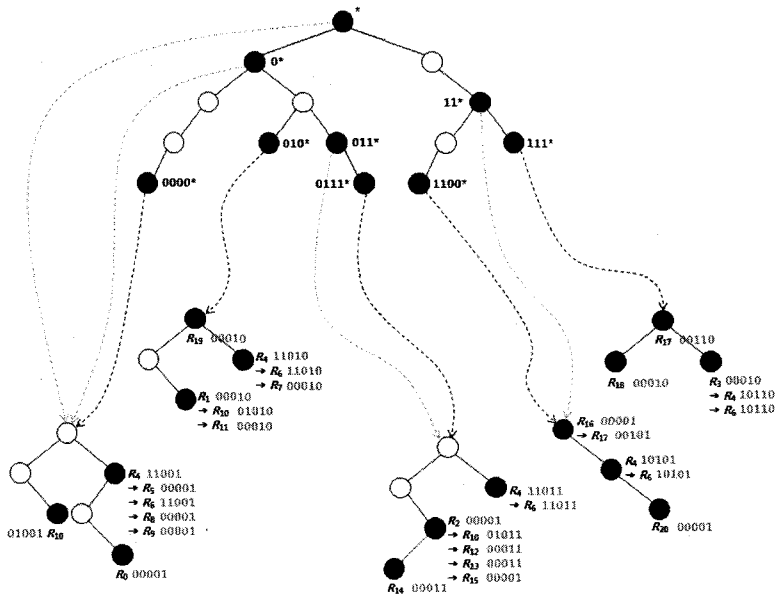 *
0*
11*
010*
011*
111*
0000*
0111*
1100*
R19 00010
R4 11010
→ R6 11010
→ R7 00010
R1 00010
→ R10 01010
→ R11 00010
R17 00110
R18 00010
R3 00010
→ R4 10110
→ R6 10110
R16 00001
→ R17 00101
R4 10101
→ R6 10101
R20 00001
R4 11001
→ R5 00001
→ R6 11001
→ R8 00001
→ R9 00001
01001 R10
R0 00001
R4 11011
→ R6 11011
R2 00001
→ R10 01011
→ R12 00011
→ R13 00011
→ R15 00001
R14 00011